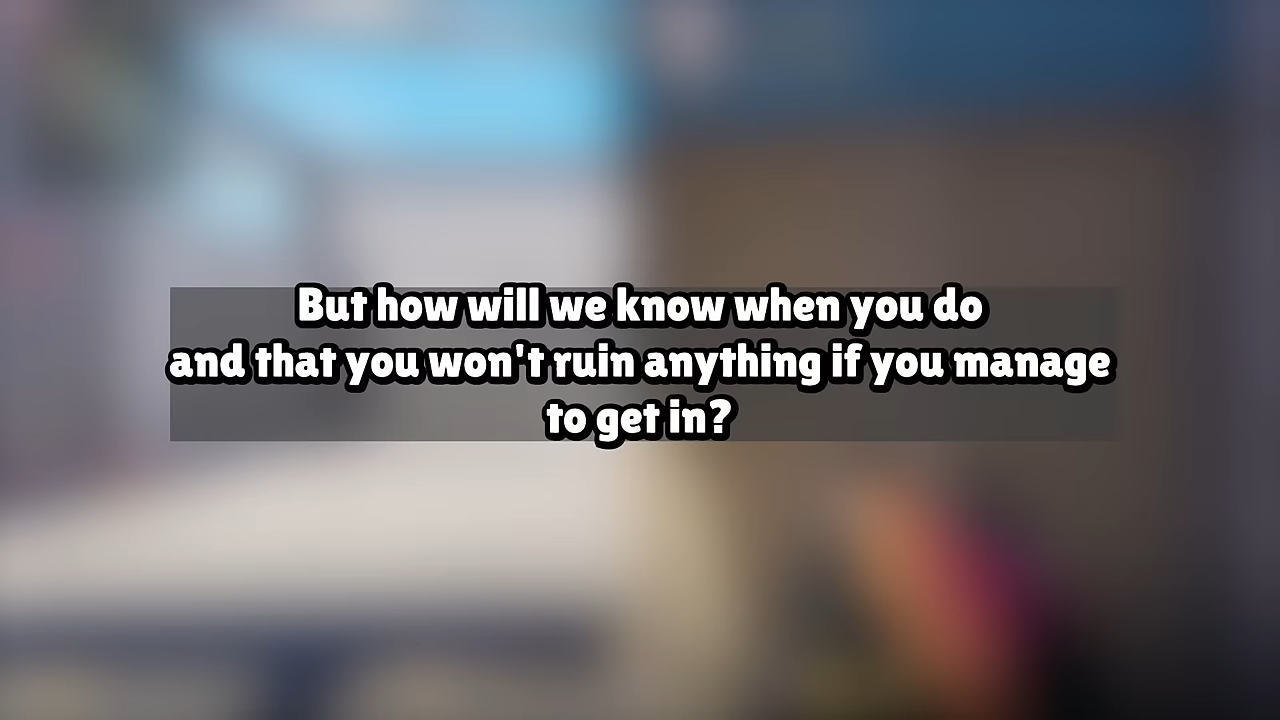 But how will we know when you do
and that you won't ruin anything if you manage
to get in?